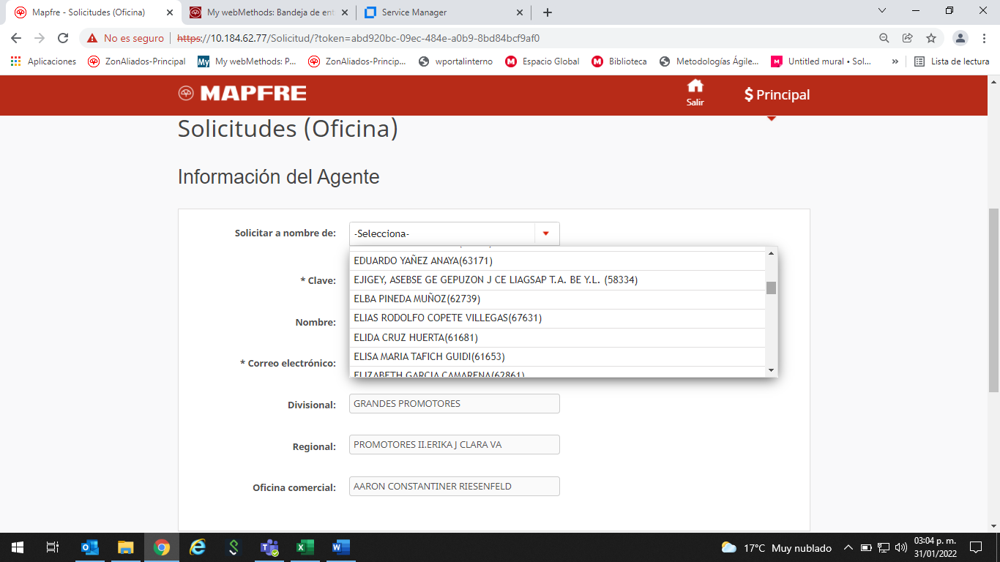 Mapfre - Solicitudes (Oficina)
My webMethods: Bandeja de ent
Service Manager
No es seguro
https://10.184.62.77/Solicitud/?token=abd920bc-09ec-484e-a0b9-8bd84bcf9af0
Aplicaciones
ZonAliados-Principal
My webMethods: P...
ZonAliados-Princip...
wportalinterno
Espacio Global
Biblioteca
Metodologías Ágile...
Untitled mural • Sol...
»
Lista de lectura
MAPFRE
Salir
$ Principal
Solicitudes (Oficina)
Información del Agente
Solicitar a nombre de:
-Selecciona-
EDUARDO YAÑEZ ANAYA(63171)
EJIGEY, ASEBSE GE GEPUZON J CE LIAGSAP T.A. BE Y.L. (58334)
* Clave:
ELBA PINEDA MUÑOZ(62739)
ELIAS RODOLFO COPETE VILLEGAS(67631)
Nombre:
ELIDA CRUZ HUERTA(61681)
ELISA MARIA TAFICH GUIDI(61653)
* Correo electrónico:
ELIZABETH GARCIA CAMARENA(62861)
Divisional:
GRANDES PROMOTORES
Regional:
PROMOTORES II.ERIKA J CLARA VA
Oficina comercial:
AARON CONSTANTINER RIESENFELD
17°C Muy nublado
03:04 p. m.
31/01/2022